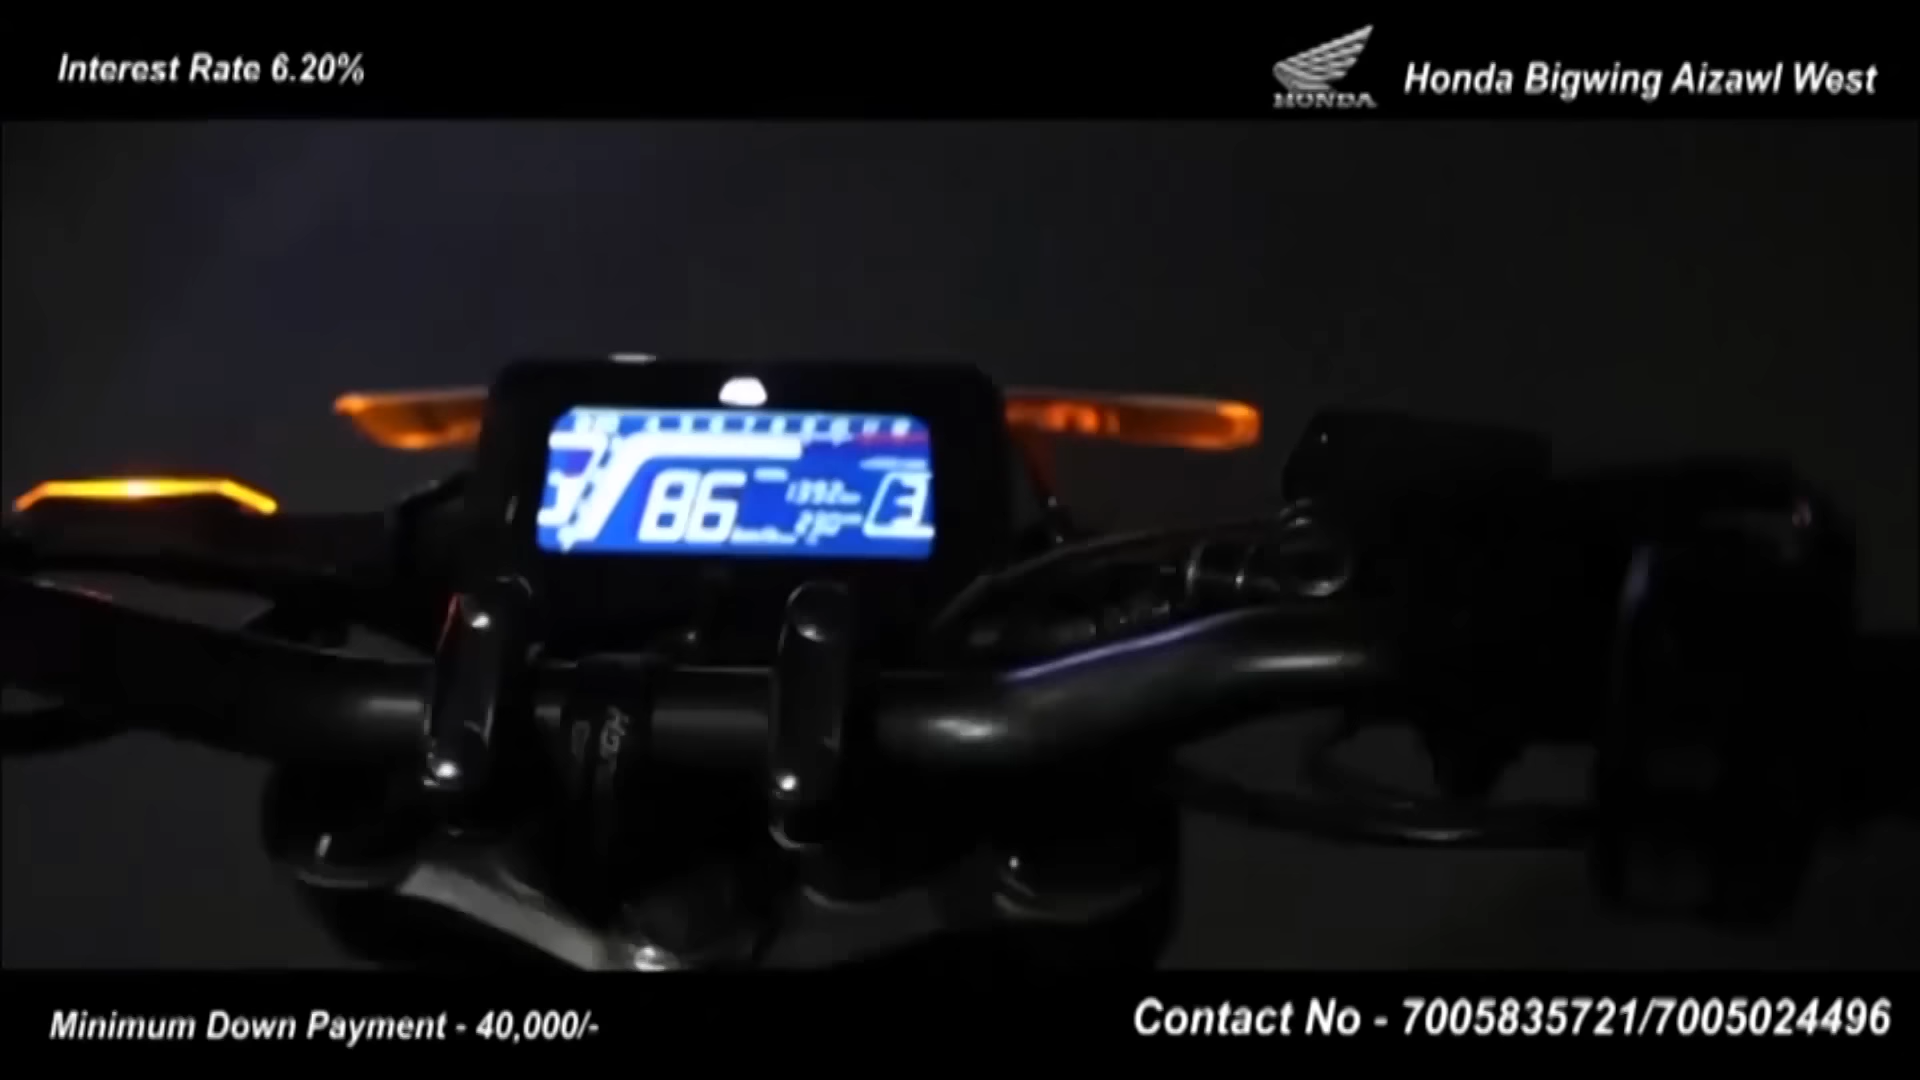 Interest Rate 6.20%
HONDA
Honda Bigwing Aizawl West
86
Minimum Down Payment - 40,000/-
Contact No - 7005835721/7005024496